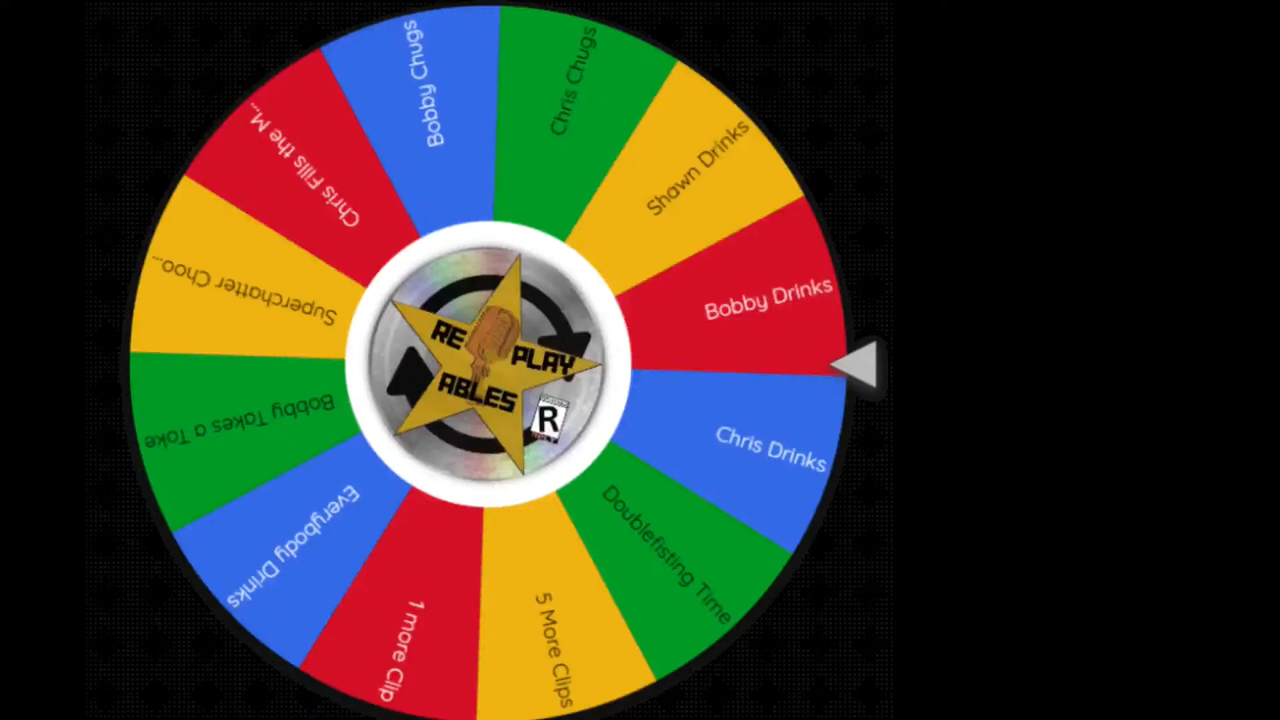 Bobby Chugs
Chris Chugs
Shawn Drinks
Bobby Drinks
Chris Drinks
Doublefisting Time
5 More Clips
1 more Clip
Everybody Drinks
Bobby Takes a Toke
Superchatter Choo...
Chris Fills the M...
RE
PLAY
ABLES
R